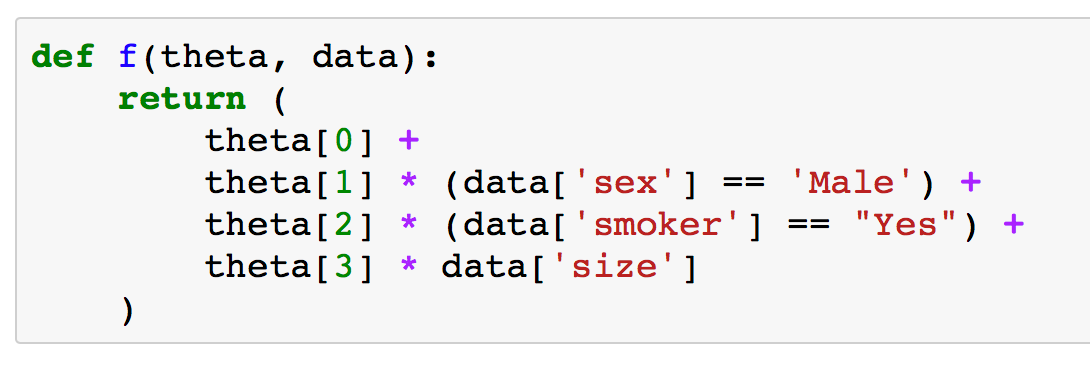 def f(theta, data):
    return (
        theta[0] +
        theta[1] * (data['sex'] == 'Male') +
        theta[2] * (data['smoker'] == "Yes") +
        theta[3] * data['size']
    )